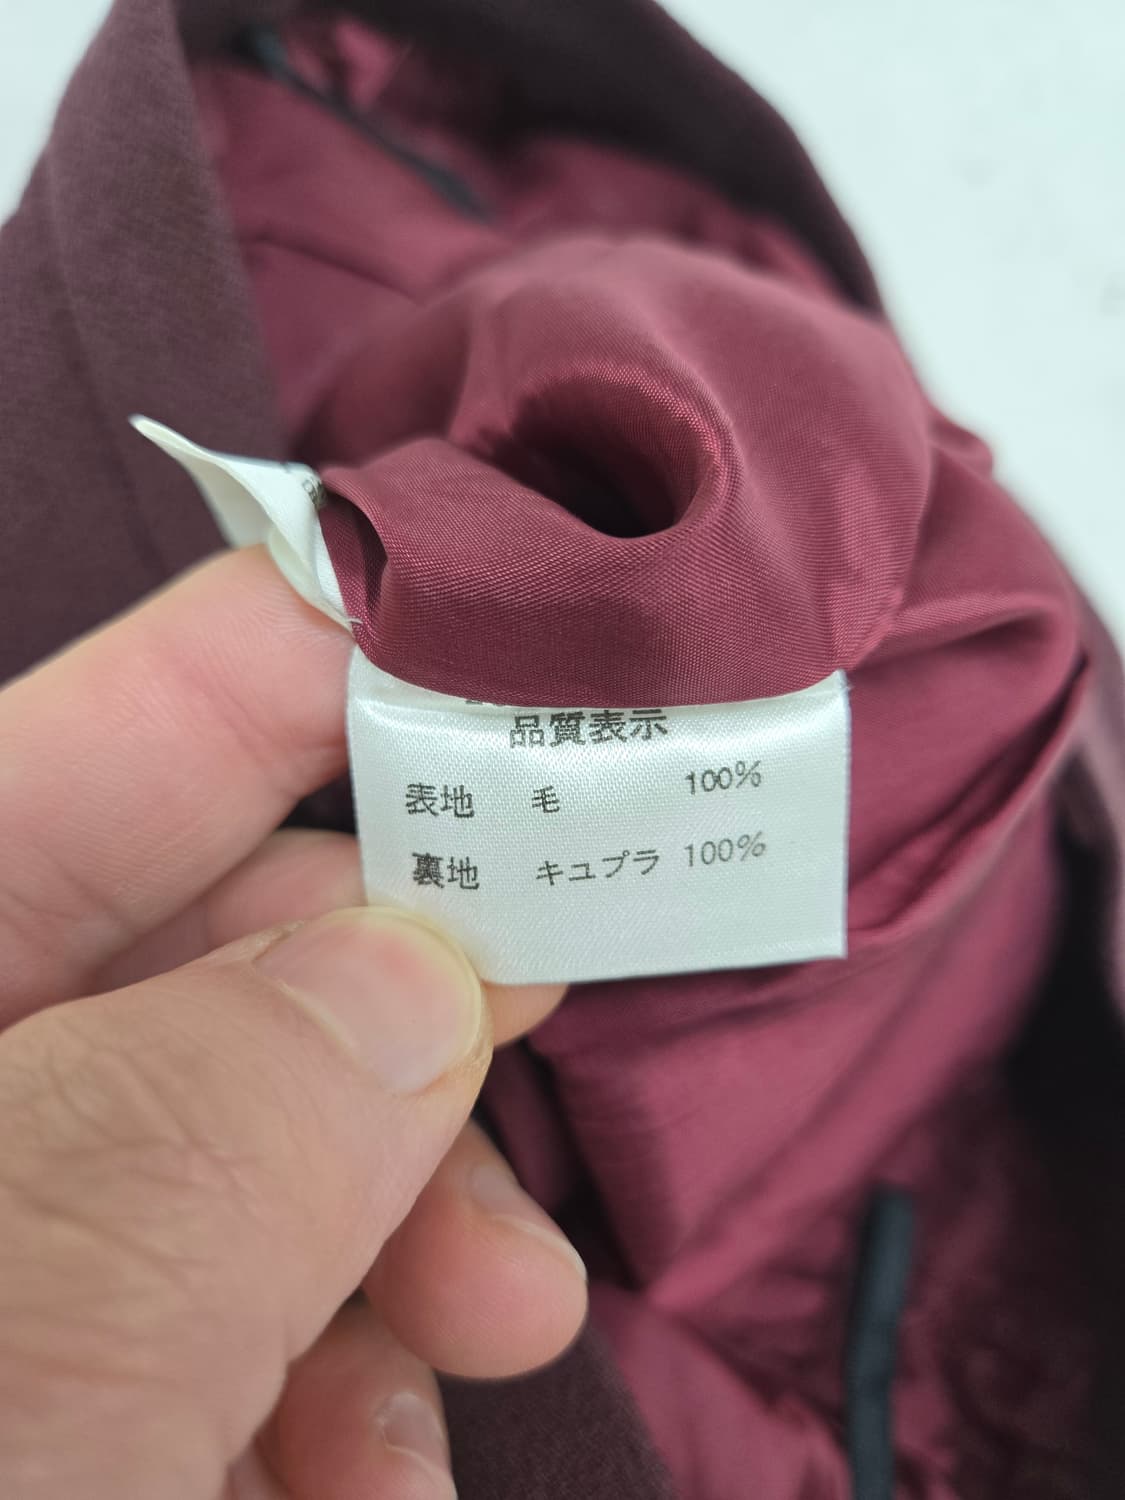 品質表示
表地 毛 100%
裏地 キュプラ 100%